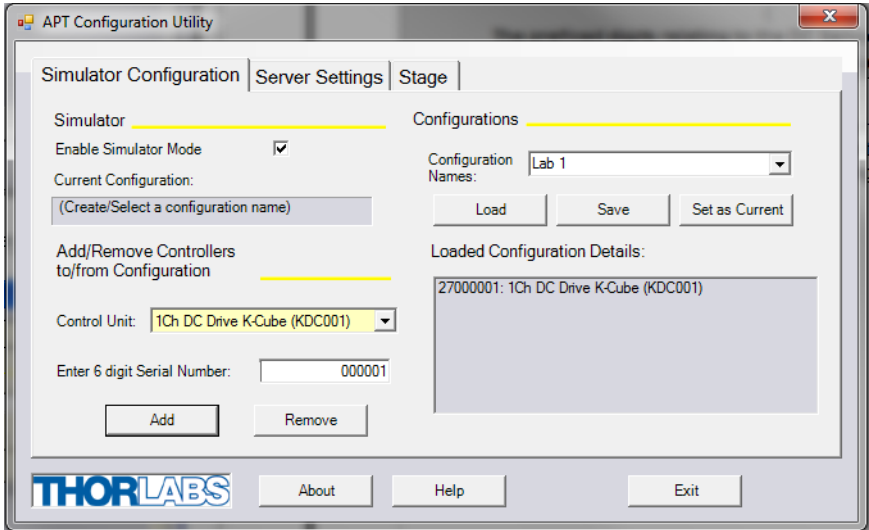 APT Configuration Utility
Simulator Configuration
Server Settings
Stage
Simulator
Enable Simulator Mode
Current Configuration:
(Create/Select a configuration name)
Add/Remove Controllers
to/from Configuration
Control Unit:
1Ch DC Drive K-Cube (KDC001)
Enter 6 digit Serial Number:
000001
Add
Remove
Configurations
Configuration
Names:
Lab 1
Load
Save
Set as Current
Loaded Configuration Details:
27000001: 1Ch DC Drive K-Cube (KDC001)
THORLABS
About
Help
Exit